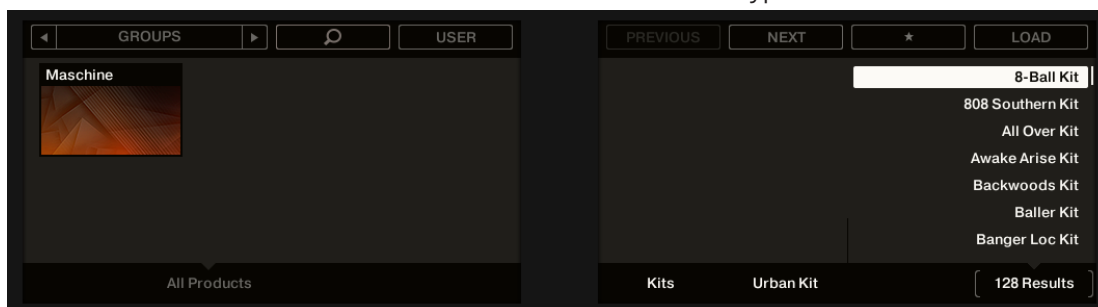 GROUPS USER PREVIOUS NEXT ★ LOAD
Maschine
8-Ball Kit
808 Southern Kit
All Over Kit
Awake Arise Kit
Backwoods Kit
Baller Kit
Banger Loc Kit
All Products Kits Urban Kit 128 Results